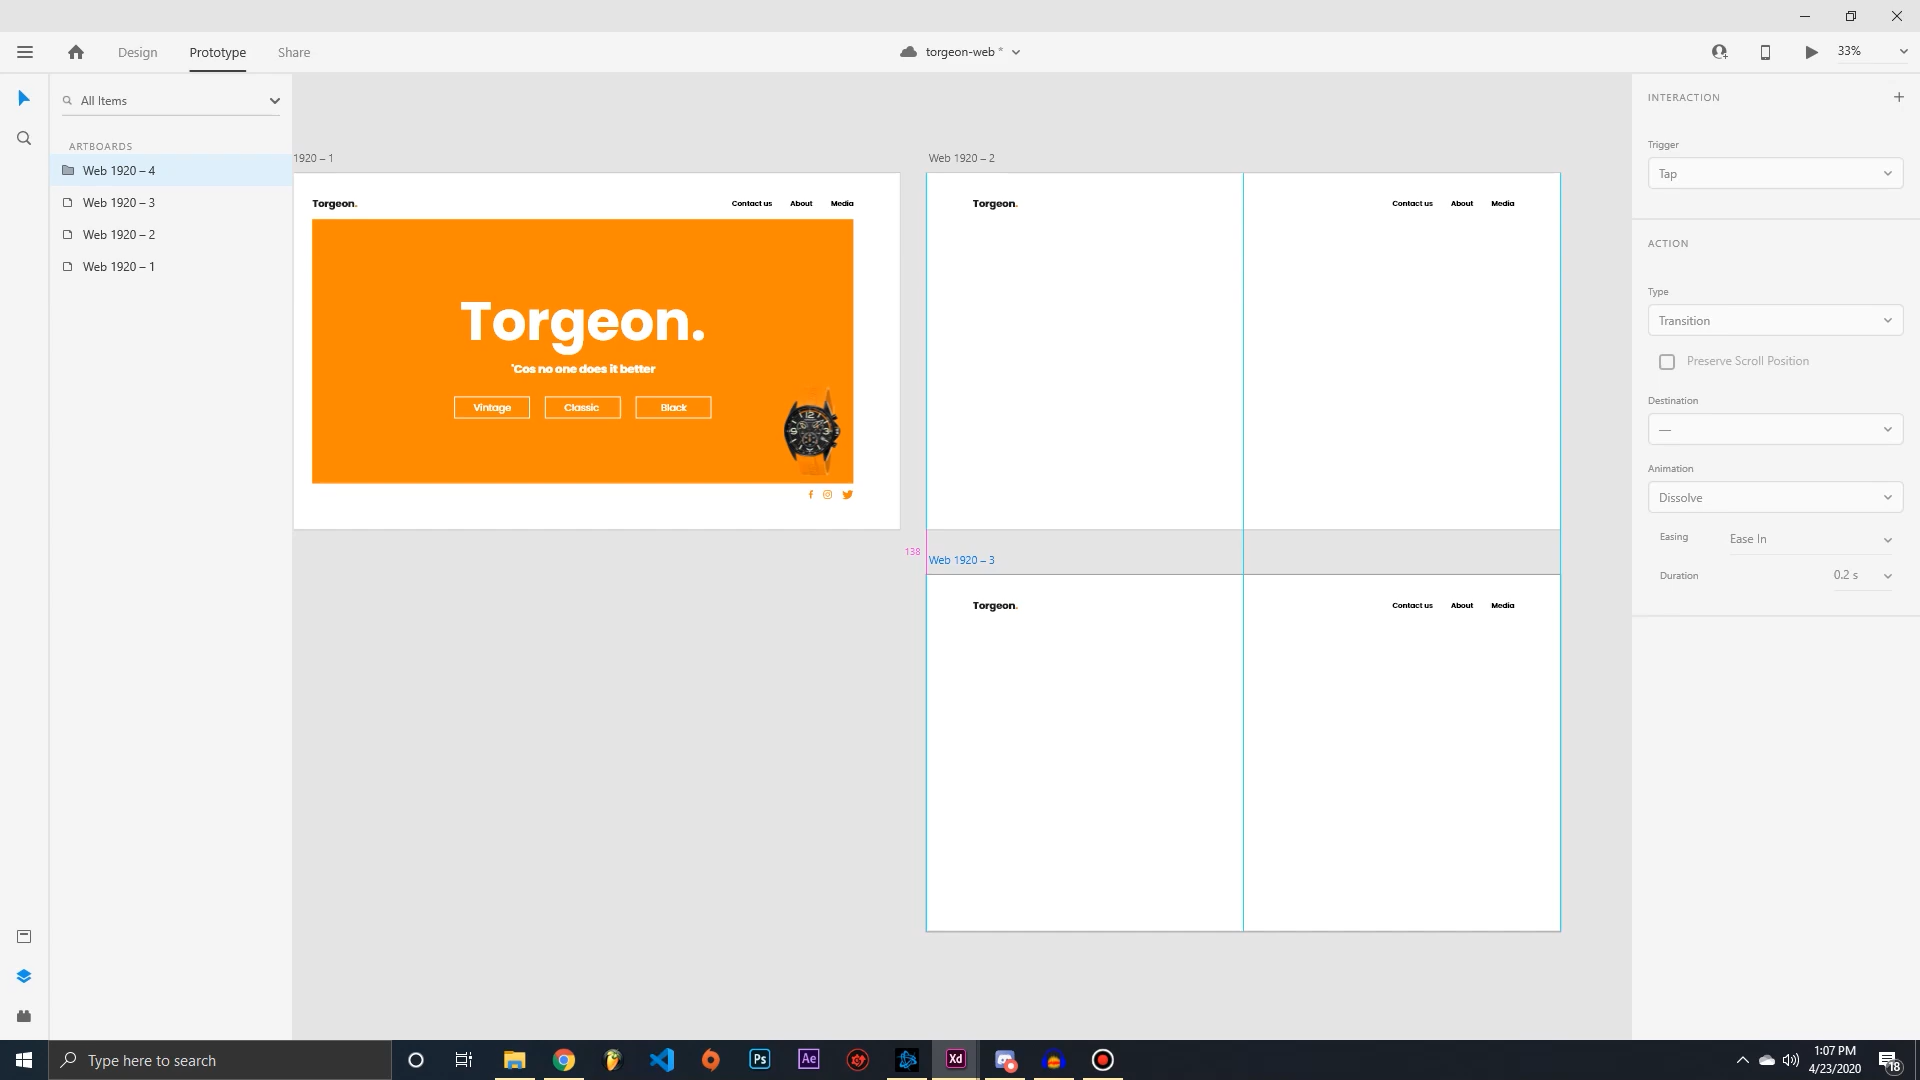 Design
Prototype
Share
torgeon-web *
33%
All Items
ARTBOARDS
Web 1920 – 4
Web 1920 – 3
Web 1920 – 2
Web 1920 – 1
1920 – 1
Torgeon.
Contact us
About
Media
Torgeon.
'Cos no one does it better
Vintage
Classic
Black
Web 1920 – 2
Torgeon.
Contact us
About
Media
138
Web 1920 – 3
Torgeon.
Contact us
About
Media
INTERACTION
Trigger
Tap
ACTION
Type
Transition
Preserve Scroll Position
Destination
—
Animation
Dissolve
Easing
Ease In
Duration
0.2 s
Type here to search
Ps
Ae
Xd
1:07 PM
4/23/2020
18